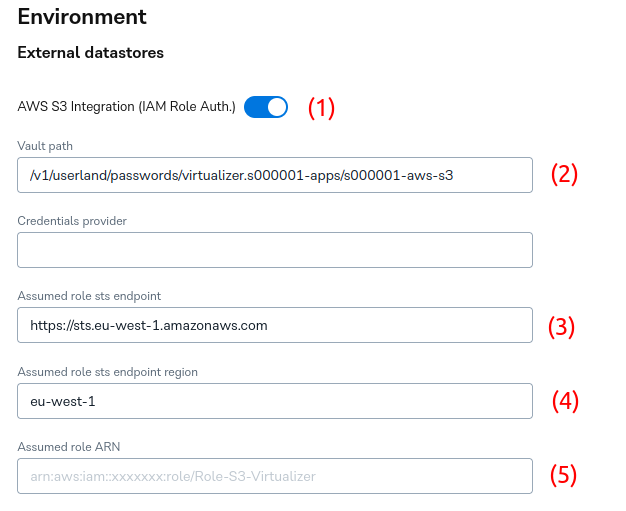 Environment
External datastores
AWS S3 Integration (IAM Role Auth.) (1)
Vault path
/v1/userland/passwords/virtualizer.s000001-apps/s000001-aws-s3 (2)
Credentials provider
Assumed role sts endpoint
https://sts.eu-west-1.amazonaws.com (3)
Assumed role sts endpoint region
eu-west-1 (4)
Assumed role ARN
arn:aws:iam::xxxxxxx:role/Role-S3-Virtualizer (5)